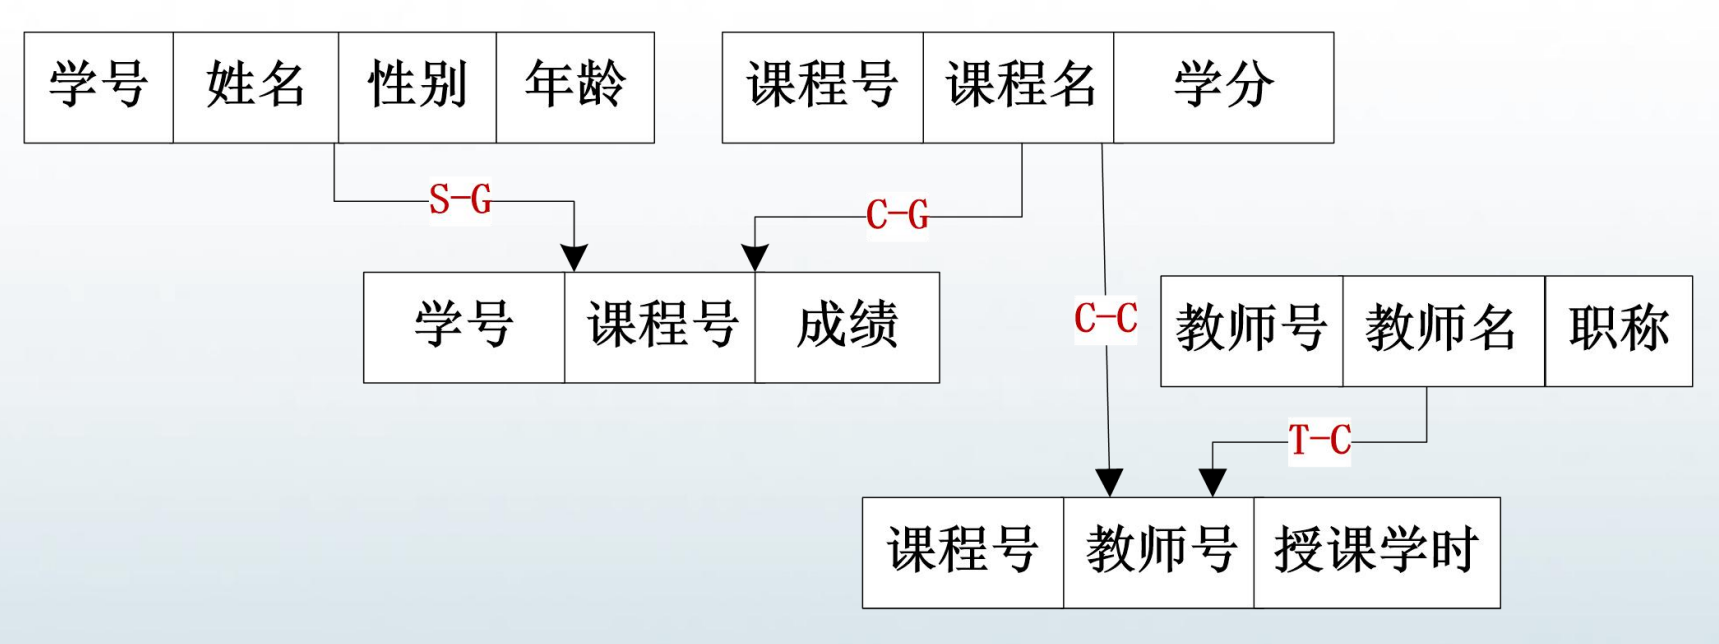 学号 姓名 性别 年龄
课程号 课程名 学分
S-G
C-G
学号 课程号 成绩
C-C
教师号 教师名 职称
T-C
课程号 教师号 授课学时